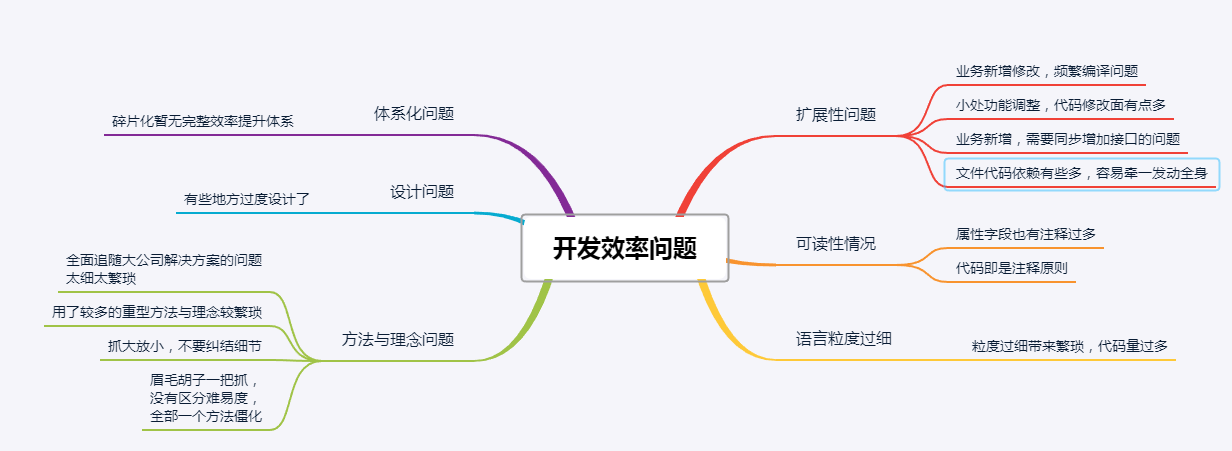 开发效率问题
扩展性问题
业务新增修改，频繁编译问题
小处功能调整，代码修改面有点多
业务新增，需要同步增加接口的问题
文件代码依赖有些多，容易牵一发动全身
可读性情况
属性字段也有注释过多
代码即是注释原则
语言粒度过细
粒度过细带来繁琐，代码量过多
体系化问题
碎片化暂无完整效率提升体系
设计问题
有些地方过度设计了
方法与理念问题
全面追随大公司解决方案的问题
太细太繁琐
用了较多的重型方法与理念较繁琐
抓大放小，不要纠结细节
眉毛胡子一把抓，
没有区分难易度，
全部一个方法僵化